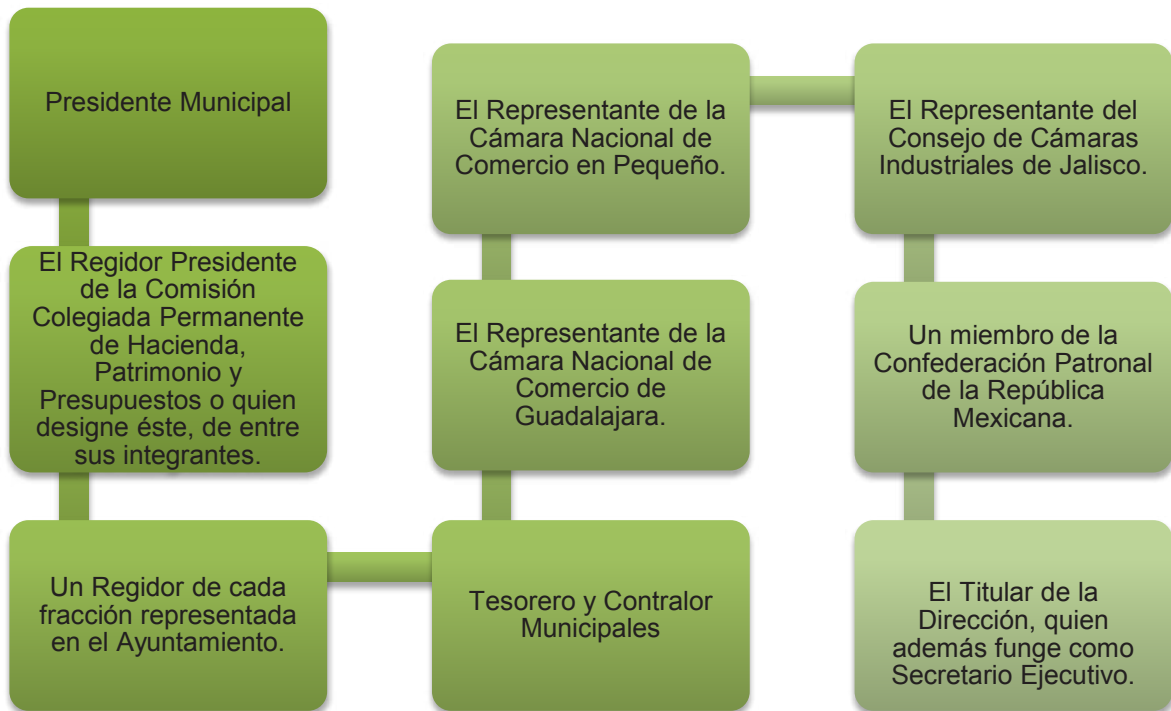 Presidente Municipal
El Regidor Presidente
de la Comisión
Colegiada Permanente
de Hacienda,
Patrimonio y
Presupuestos o quien
designe éste, de entre
sus integrantes.
Un Regidor de cada
fracción representada
en el Ayuntamiento.
Tesorero y Contralor
Municipales
El Representante de la
Cámara Nacional de
Comercio de
Guadalajara.
El Representante de la
Cámara Nacional de
Comercio en Pequeño.
El Representante del
Consejo de Cámaras
Industriales de Jalisco.
Un miembro de la
Confederación Patronal
de la República
Mexicana.
El Titular de la
Dirección, quien
además funge como
Secretario Ejecutivo.